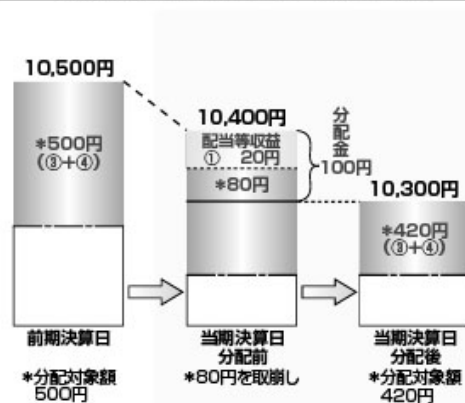 10,500円
*500円
(③+④)
前期決算日
*分配対象額
500円
10,400円
配当等収益
① 20円
*80円
分配金
100円
当期決算日
分配前
*80円を取崩し
10,300円
*420円
(③+④)
当期決算日
分配後
*分配対象額
420円